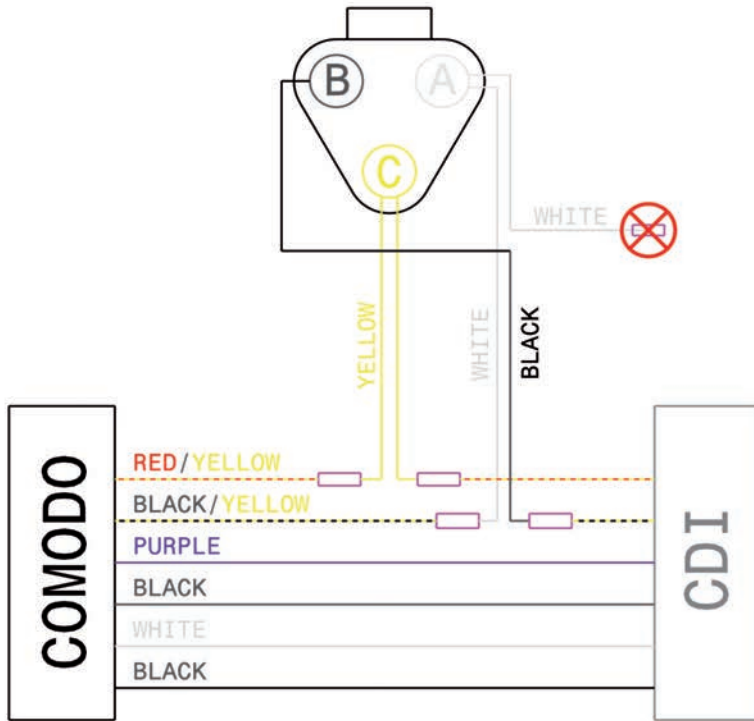 B
A
C
WHITE
YELLOW
WHITE
BLACK
COMODO
RED/YELLOW
BLACK/YELLOW
PURPLE
BLACK
WHITE
BLACK
CDI